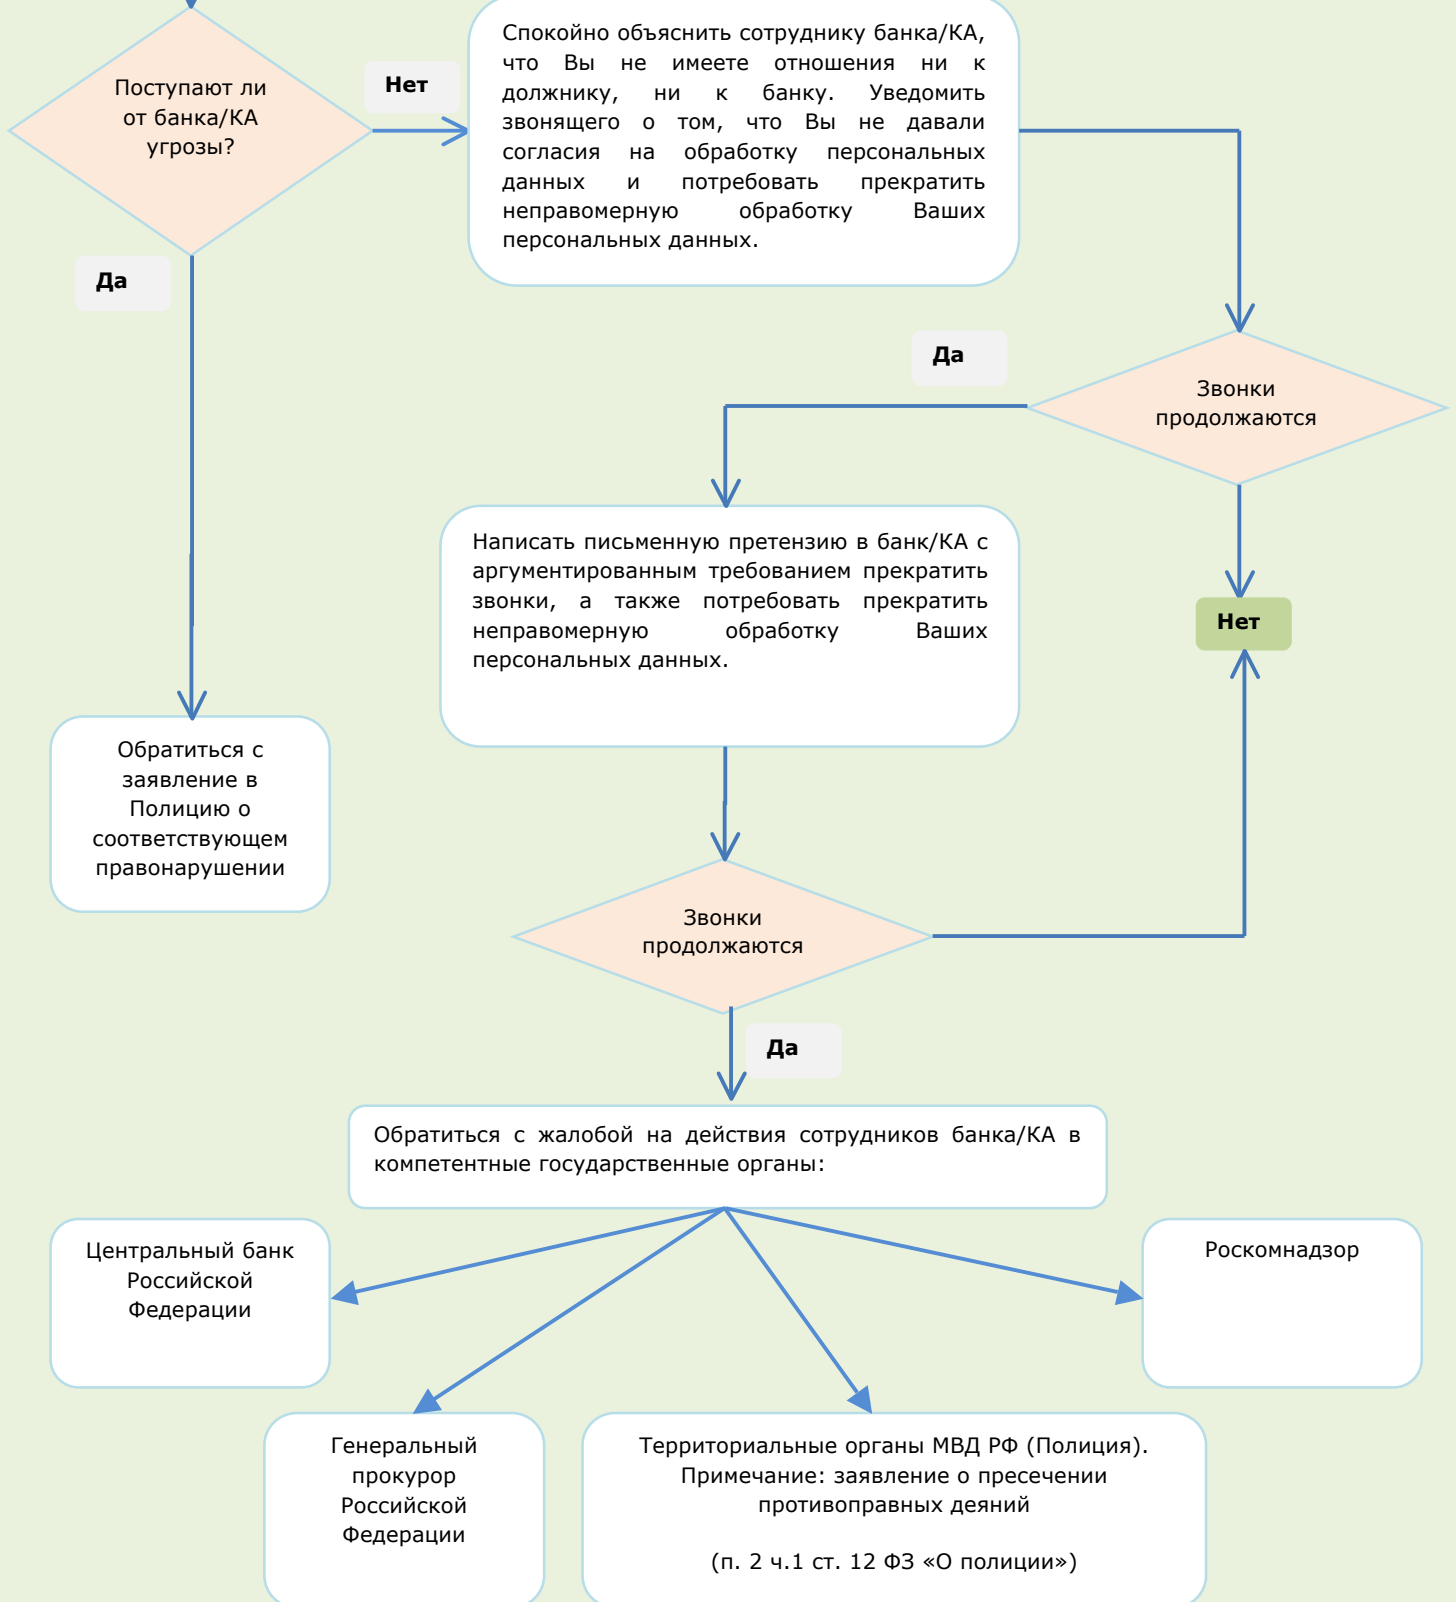 Поступают ли
от банка/КА
угрозы?
Нет
Спокойно объяснить сотруднику банка/КА,
что Вы не имеете отношения ни к
должнику, ни к банку. Уведомить
звонящего о том, что Вы не давали
согласия на обработку персональных
данных и потребовать прекратить
неправомерную обработку Ваших
персональных данных.
Да
Да
Звонки
продолжаются
Написать письменную претензию в банк/КА с
аргументированным требованием прекратить
звонки, а также потребовать прекратить
неправомерную обработку Ваших
персональных данных.
Нет
Обратиться с
заявление в
Полицию о
соответствующем
правонарушении
Звонки
продолжаются
Да
Обратиться с жалобой на действия сотрудников банка/КА в
компетентные государственные органы:
Центральный банк
Российской
Федерации
Роскомнадзор
Генеральный
прокурор
Российской
Федерации
Территориальные органы МВД РФ (Полиция).
Примечание: заявление о пресечении
противоправных деяний
(п. 2 ч.1 ст. 12 ФЗ «О полиции»)